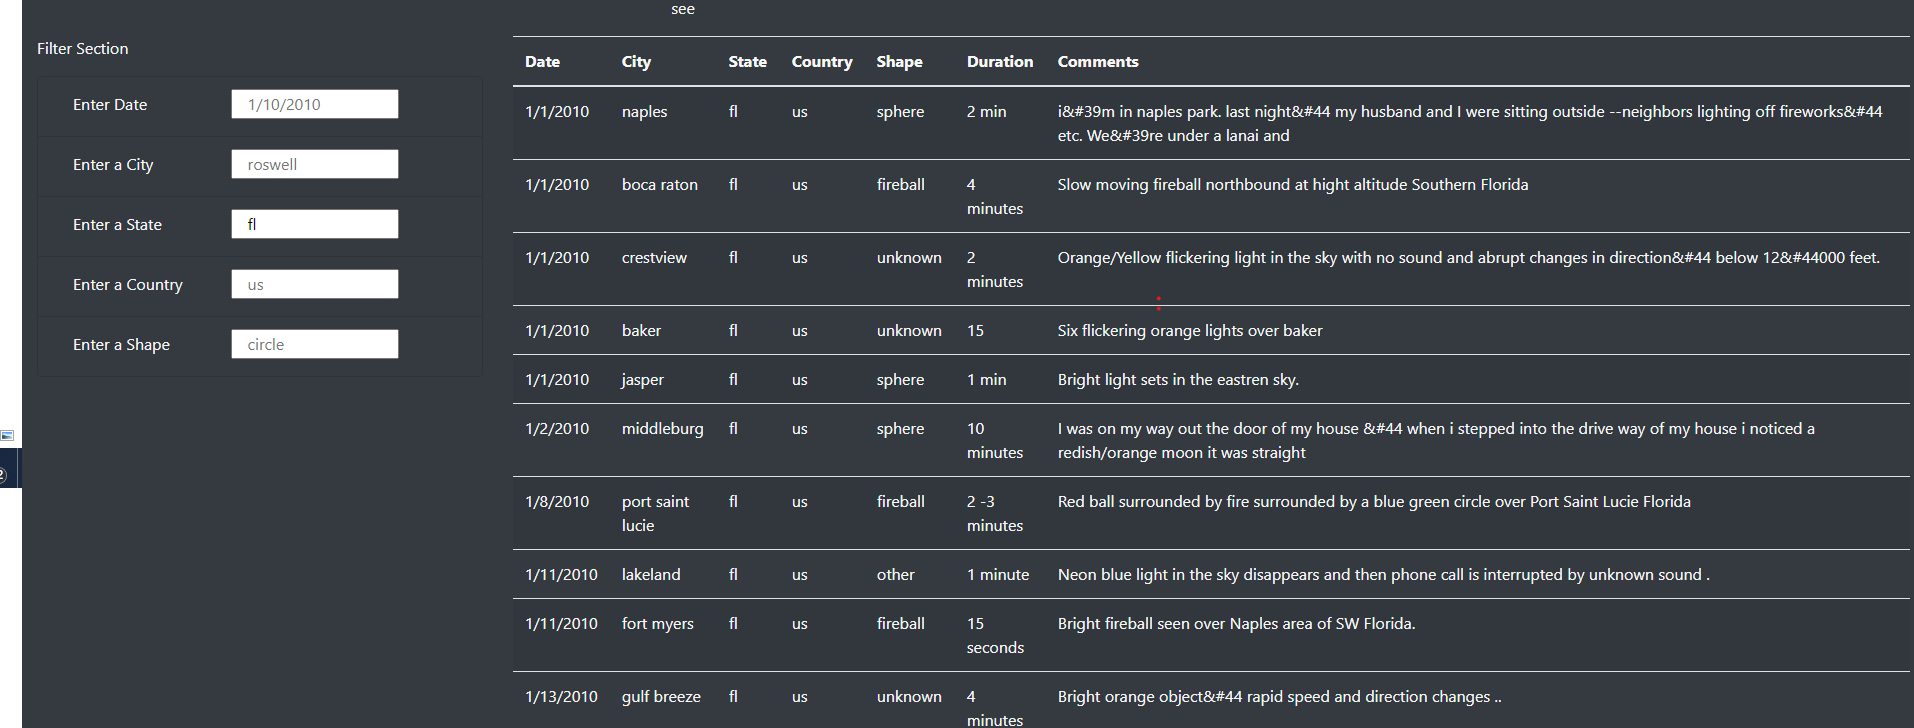 see
Filter Section
Enter Date 1/10/2010
Enter a City roswell
Enter a State fl
Enter a Country us
Enter a Shape circle
Date City State Country Shape Duration Comments
1/1/2010 naples fl us sphere 2 min i&#39m in naples park. last night&#44 my husband and I were sitting outside --neighbors lighting off fireworks&#44
etc. We&#39re under a lanai and
1/1/2010 boca raton fl us fireball 4 Slow moving fireball northbound at hight altitude Southern Florida
minutes
1/1/2010 crestview fl us unknown 2 Orange/Yellow flickering light in the sky with no sound and abrupt changes in direction&#44 below 12&#44000 feet.
minutes
1/1/2010 baker fl us unknown 15 Six flickering orange lights over baker
1/1/2010 jasper fl us sphere 1 min Bright light sets in the eastren sky.
1/2/2010 middleburg fl us sphere 10 I was on my way out the door of my house &#44 when i stepped into the drive way of my house i noticed a
minutes redish/orange moon it was straight
1/8/2010 port saint fl us fireball 2 -3 Red ball surrounded by fire surrounded by a blue green circle over Port Saint Lucie Florida
lucie minutes
1/11/2010 lakeland fl us other 1 minute Neon blue light in the sky disappears and then phone call is interrupted by unknown sound .
1/11/2010 fort myers fl us fireball 15 Bright fireball seen over Naples area of SW Florida.
seconds
1/13/2010 gulf breeze fl us unknown 4 Bright orange object&#44 rapid speed and direction changes ..
minutes